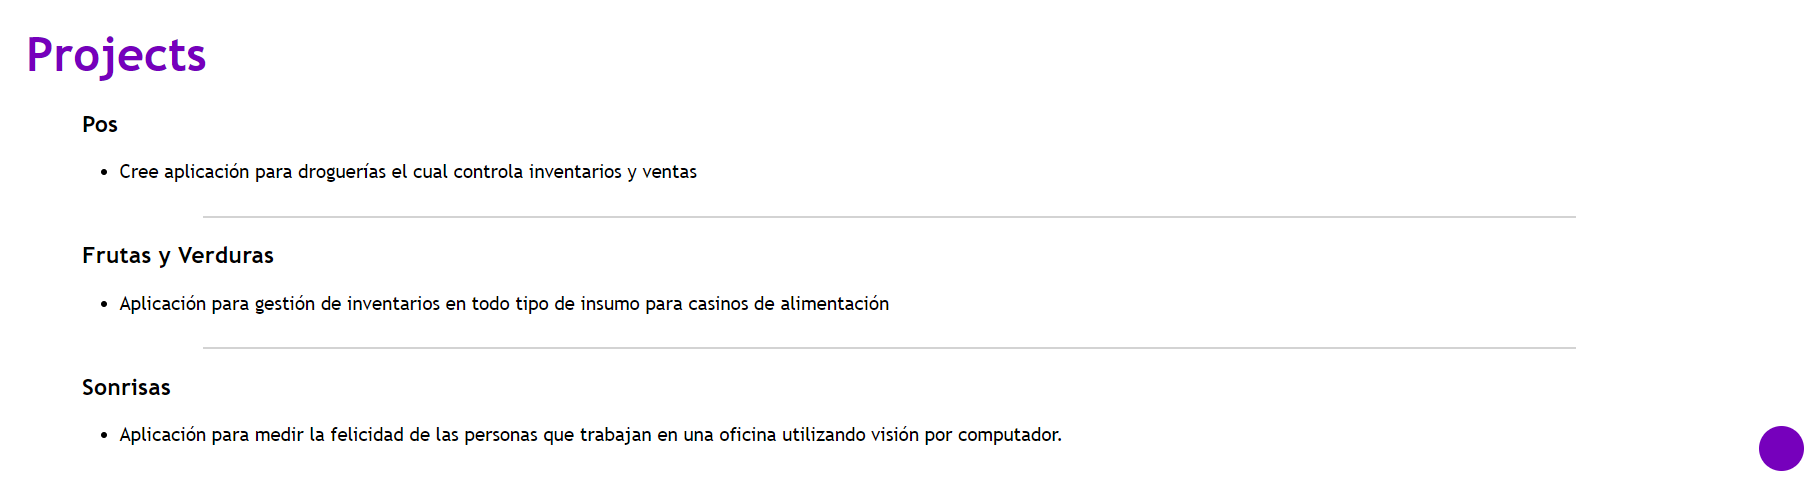 Projects
Pos
Cree aplicación para droguerías el cual controla inventarios y ventas
Frutas y Verduras
Aplicación para gestión de inventarios en todo tipo de insumo para casinos de alimentación
Sonrisas
Aplicación para medir la felicidad de las personas que trabajan en una oficina utilizando visión por computador.